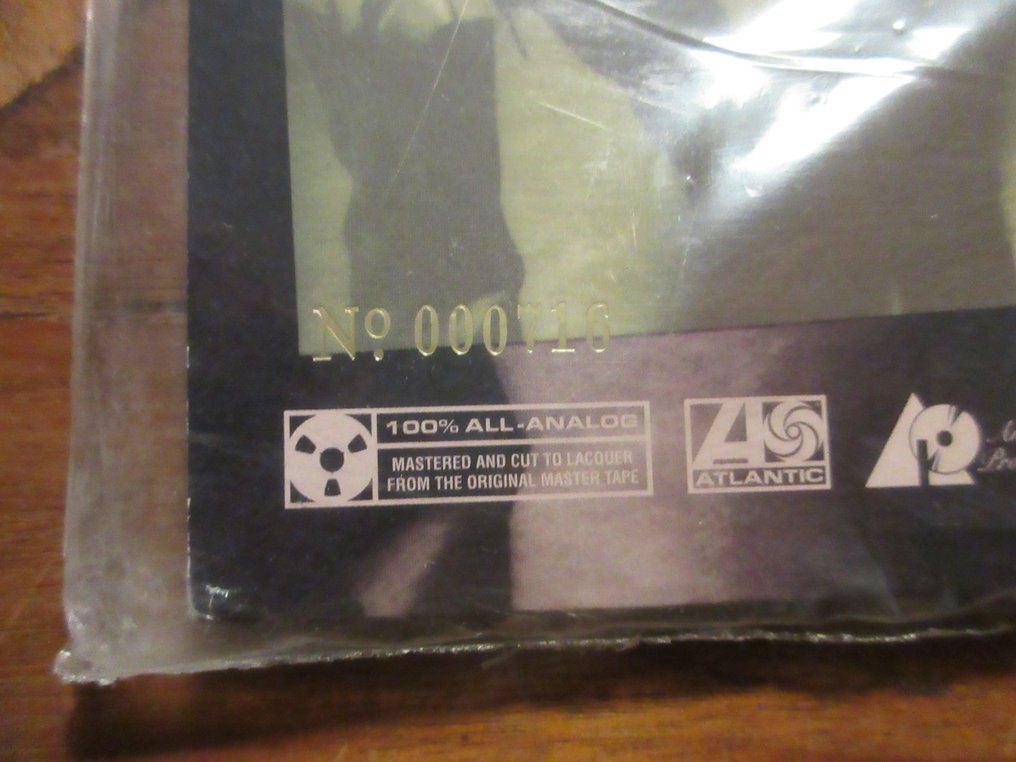 Nº 000716
100% ALL-ANALOG
MASTERED AND CUT TO LACQUER
FROM THE ORIGINAL MASTER TAPE
ATLANTIC